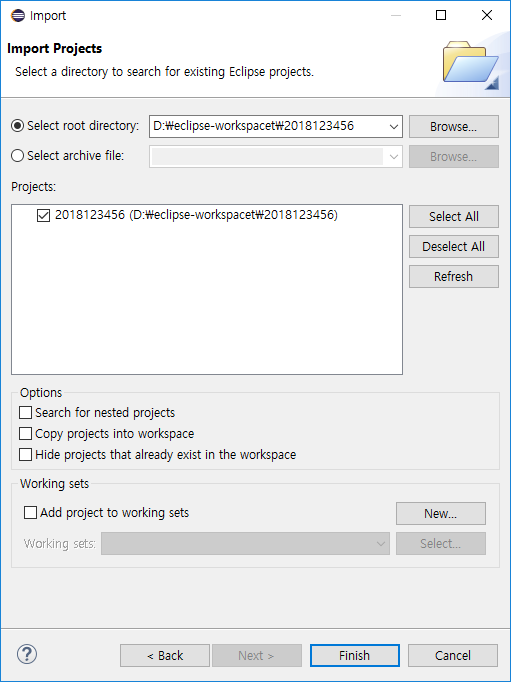 Import
Import Projects
Select a directory to search for existing Eclipse projects.
Select root directory: D:₩eclipse-workspacet₩2018123456 Browse...
Select archive file: Browse...
Projects:
2018123456 (D:₩eclipse-workspacet₩2018123456)
Select All
Deselect All
Refresh
Options
Search for nested projects
Copy projects into workspace
Hide projects that already exist in the workspace
Working sets
Add project to working sets New...
Working sets: Select...
? < Back Next > Finish Cancel